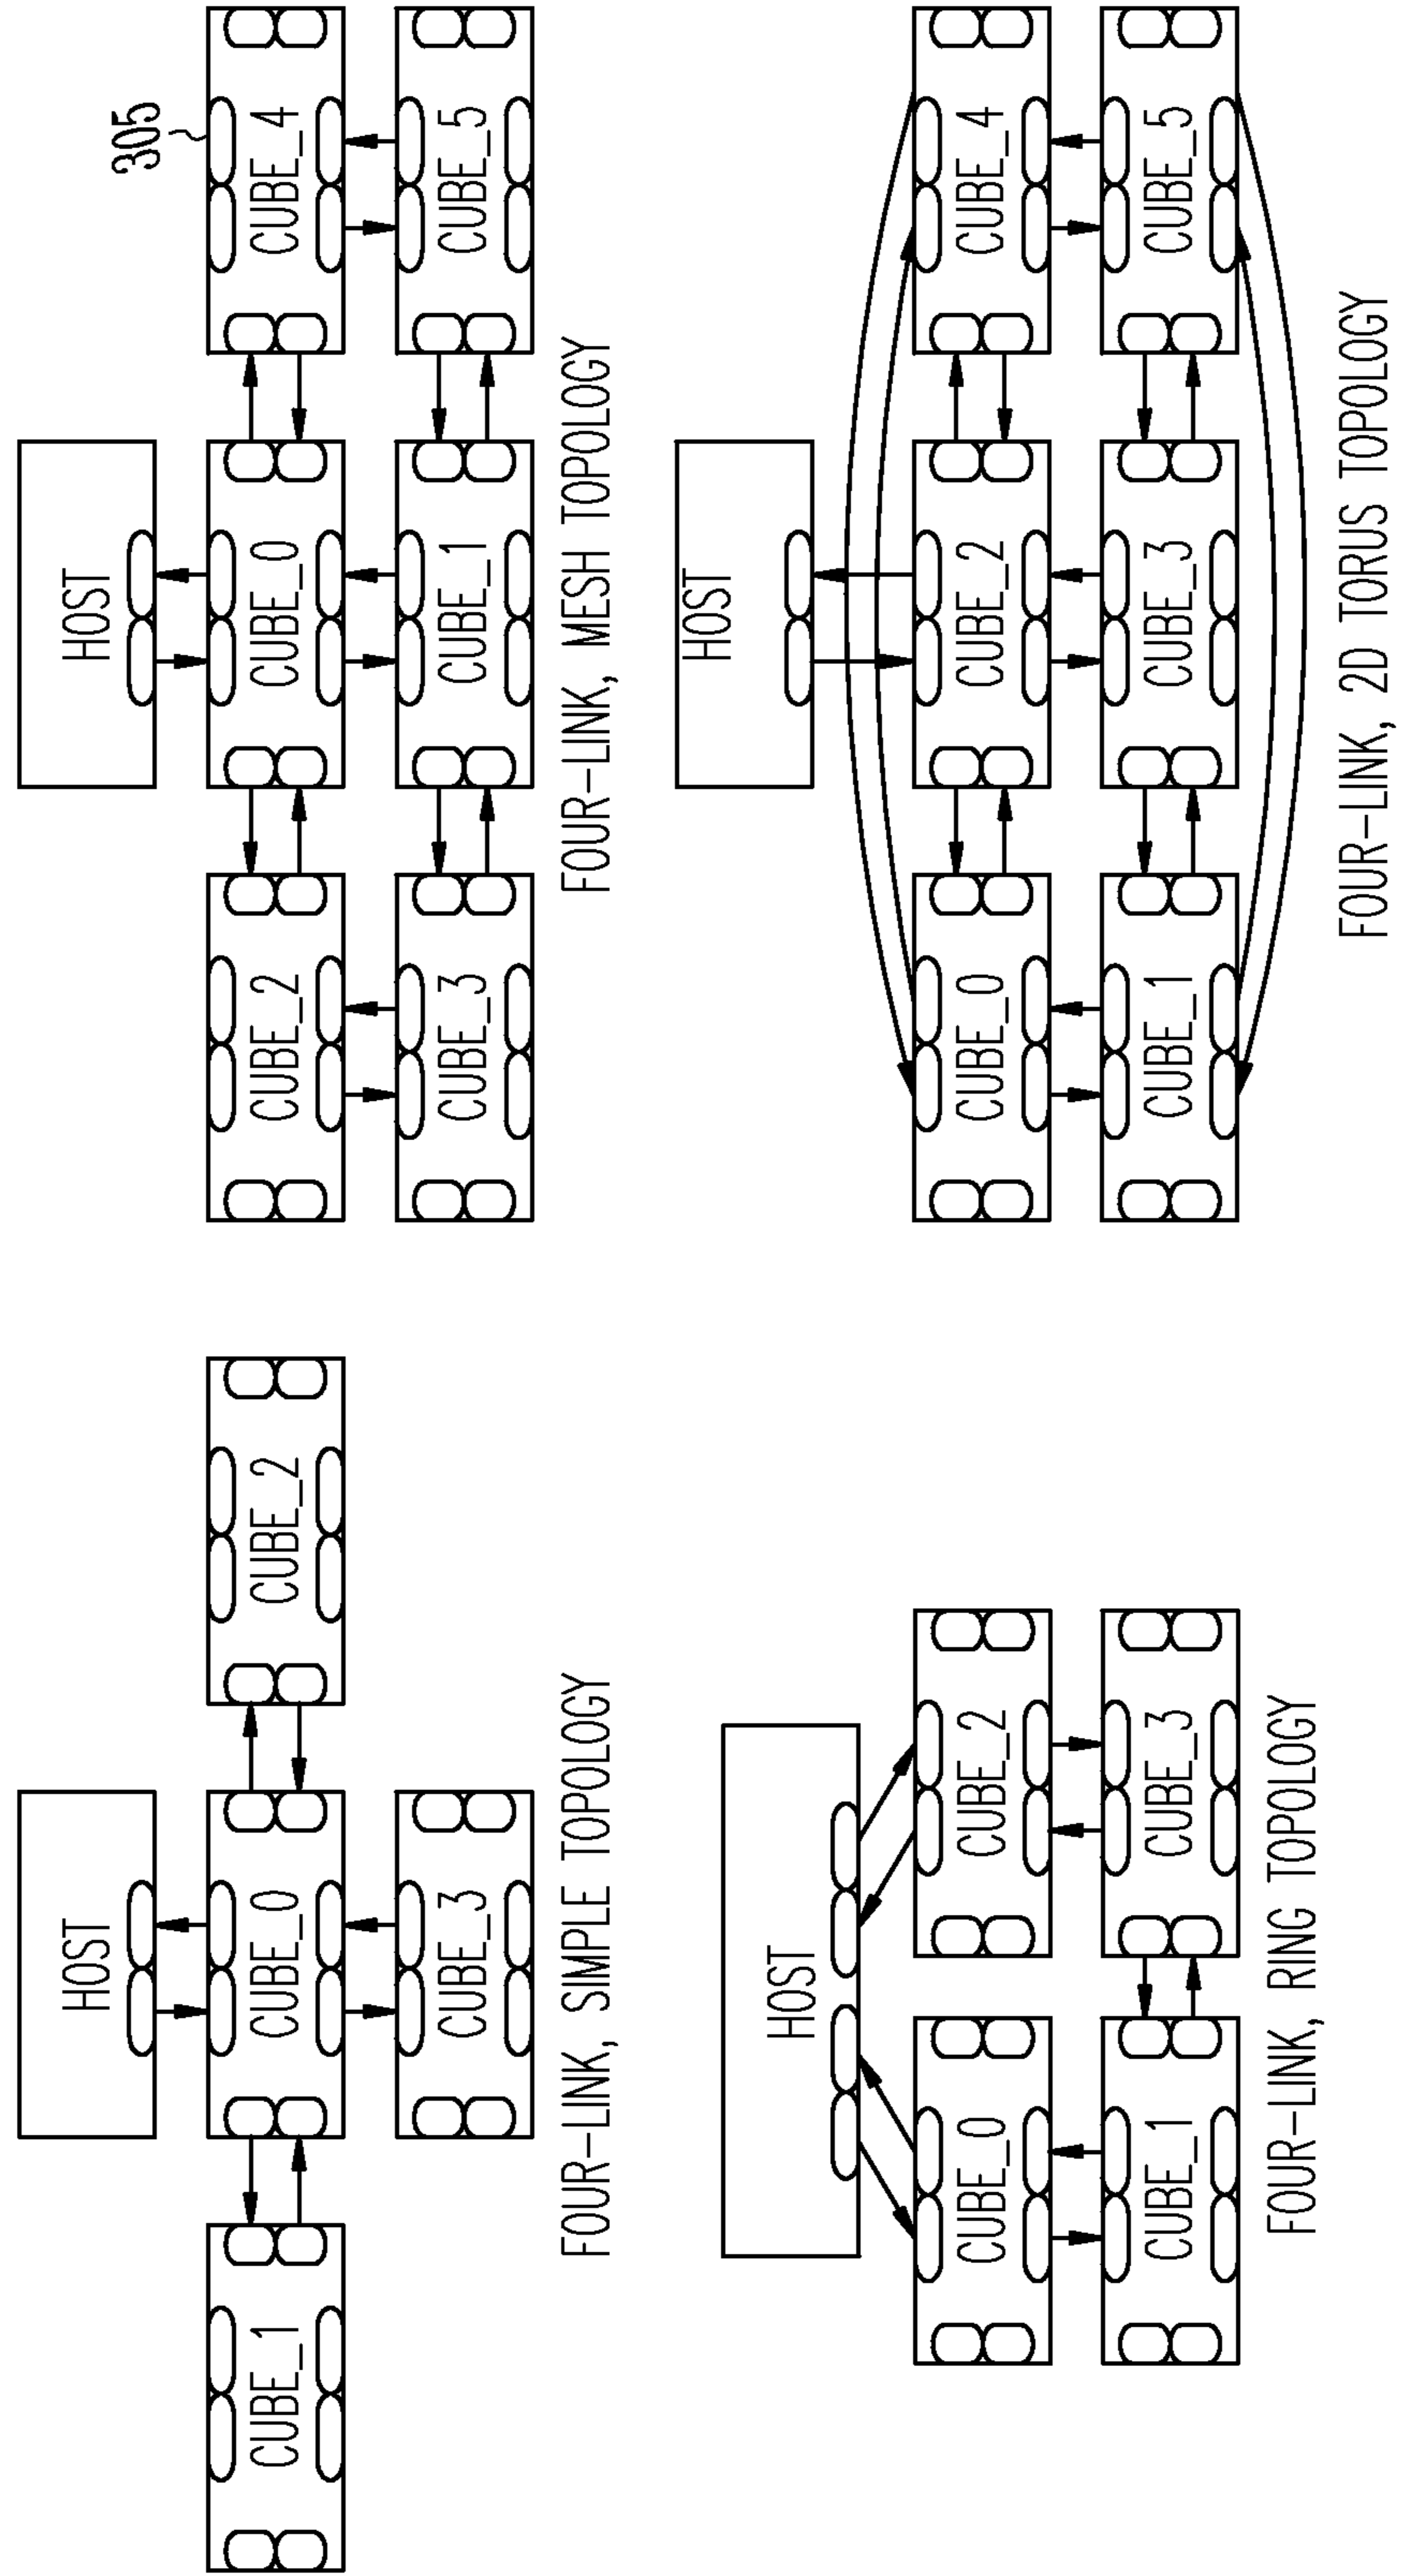 HOST
CUBE_1 CUBE_0 CUBE_2
CUBE_3
FOUR-LINK, SIMPLE TOPOLOGY
HOST
305
CUBE_2 CUBE_0 CUBE_4
CUBE_3 CUBE_1 CUBE_5
FOUR-LINK, MESH TOPOLOGY
HOST
CUBE_0 CUBE_2
CUBE_1 CUBE_3
FOUR-LINK, RING TOPOLOGY
HOST
CUBE_0 CUBE_2 CUBE_4
CUBE_1 CUBE_3 CUBE_5
FOUR-LINK, 2D TORUS TOPOLOGY